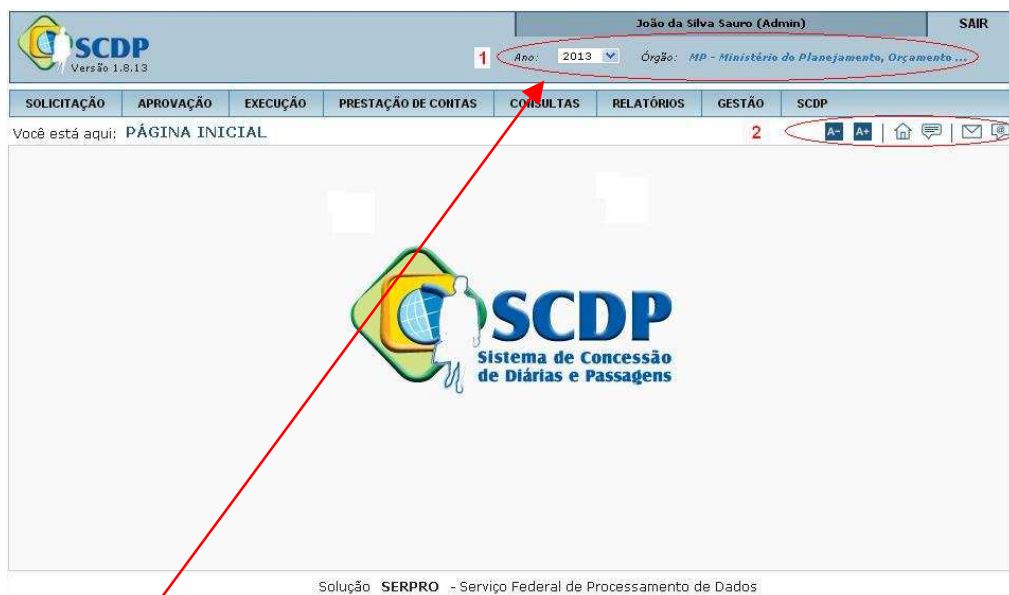 João da Silva Sauro (Admin) SAIR
SCDP
Versão 1.8.13
1 Ano: 2013 Órgão: MP - Ministério do Planejamento, Orçamento ...
SOLICITAÇÃO APROVAÇÃO EXECUÇÃO PRESTAÇÃO DE CONTAS CONSULTAS RELATÓRIOS GESTÃO SCDP
Você está aqui: PÁGINA INICIAL 2 A- A+ | | @
SCDP
Sistema de Concessão
de Diárias e Passagens
Solução SERPRO - Serviço Federal de Processamento de Dados